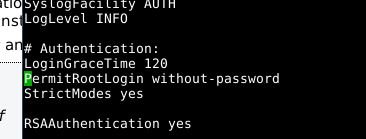 SyslogFacility AUTH
LogLevel INFO
# Authentication:
LoginGraceTime 120
PermitRootLogin without-password
StrictModes yes
RSAAuthentication yes